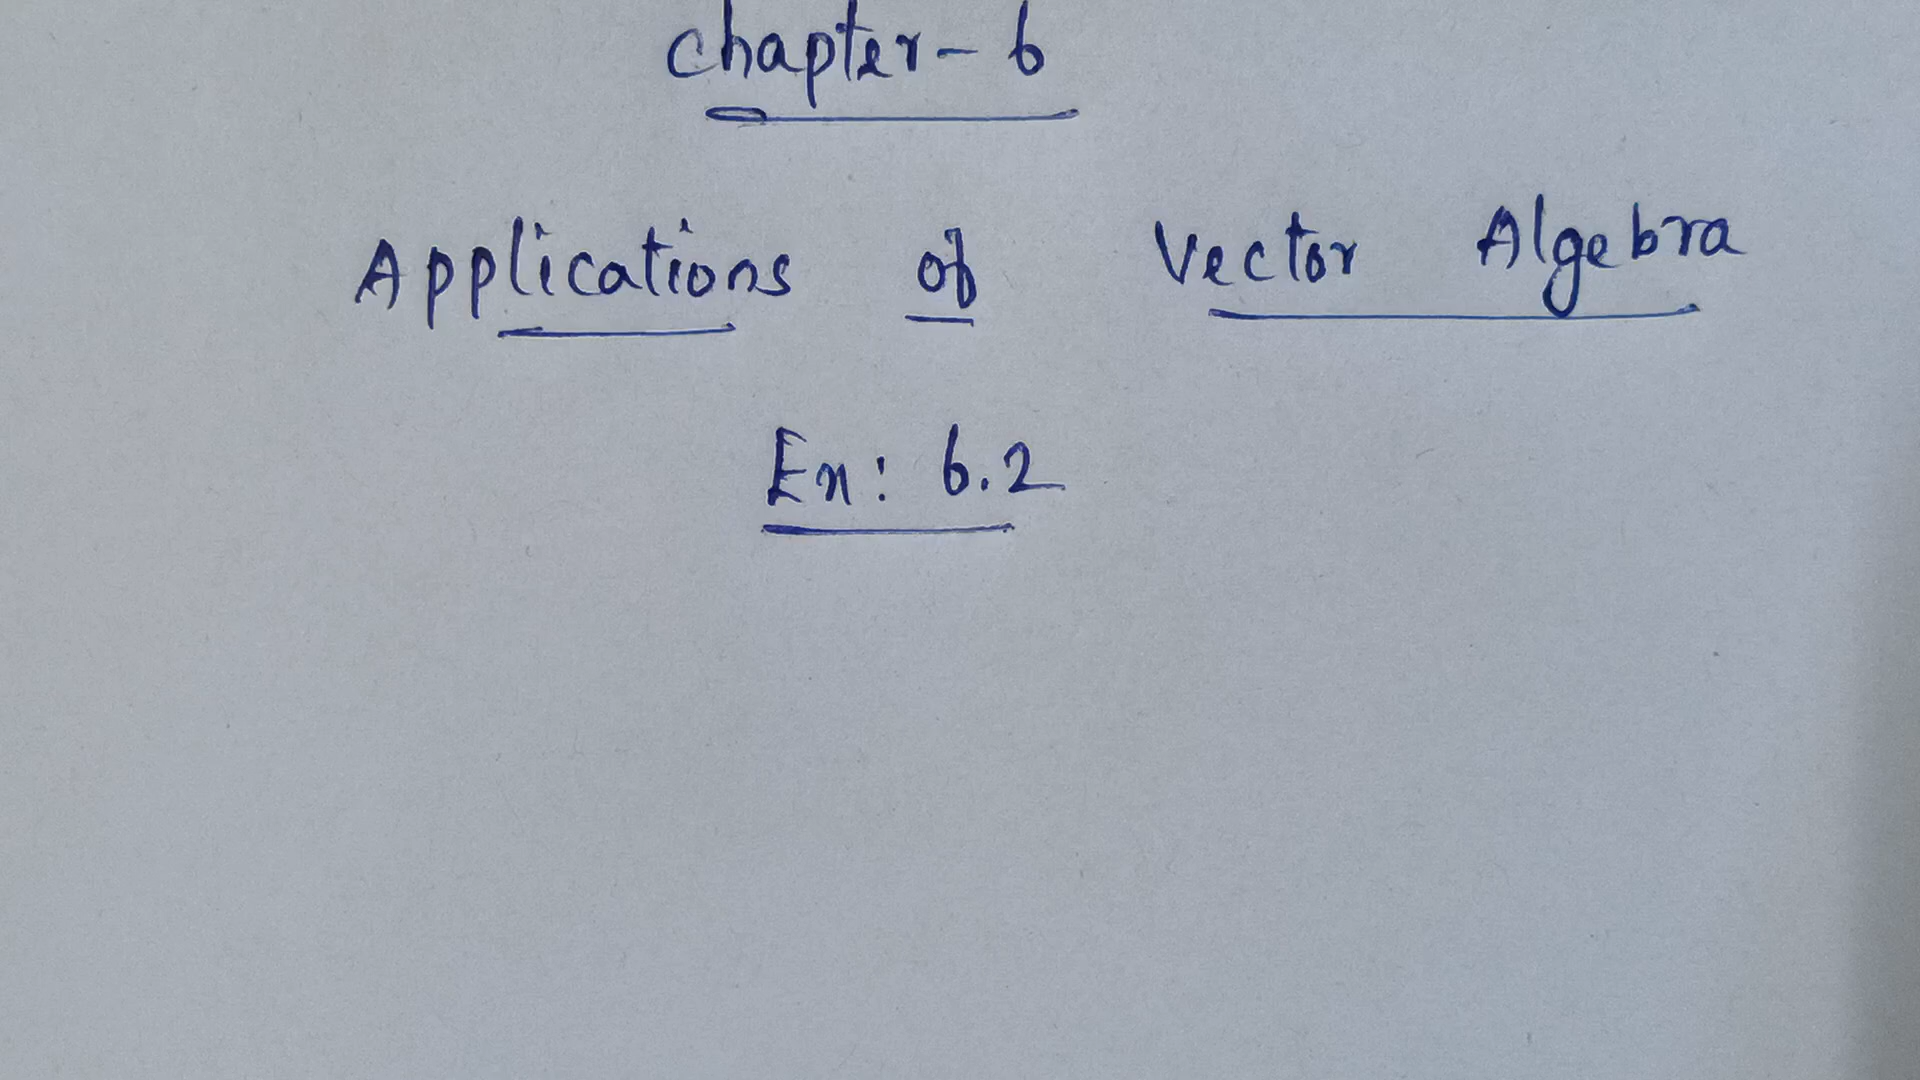 chapter - 6
Applications of Vector Algebra
Ex: 6.2